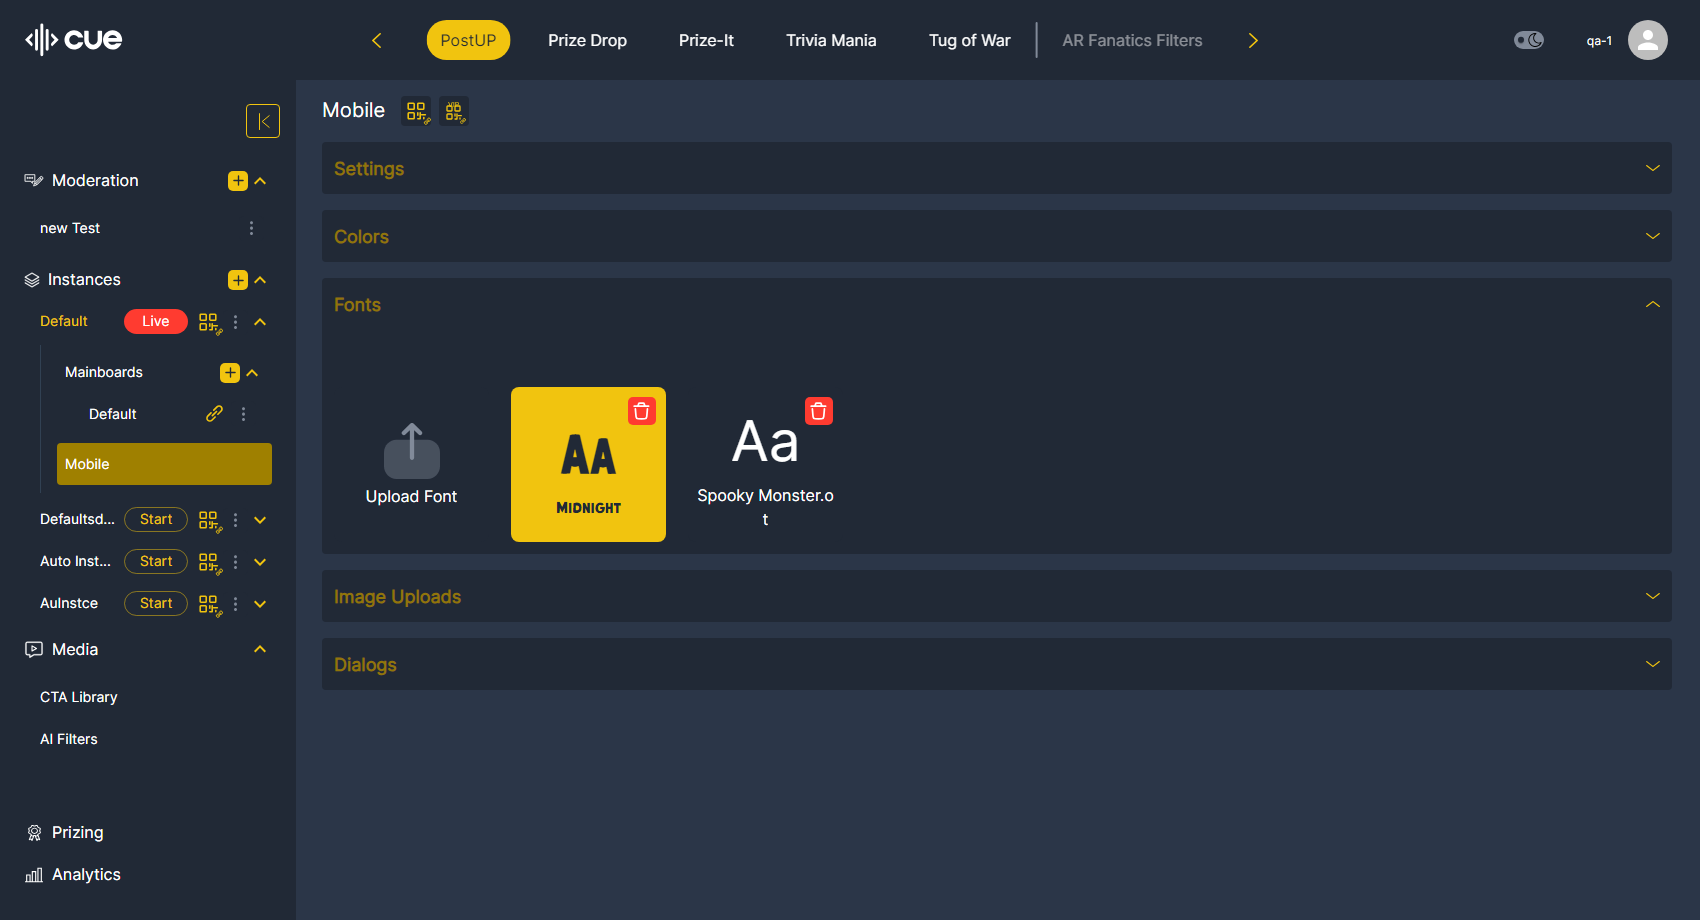 cue
PostUP
Prize Drop
Prize-It
Trivia Mania
Tug of War
AR Fanatics Filters
qa-1
Moderation
new Test
Instances
Default
Live
Mainboards
Default
Mobile
Defaultsd...
Start
Auto Inst...
Start
AuInstce
Start
Media
CTA Library
AI Filters
Prizing
Analytics
Mobile
VIP
Settings
Colors
Fonts
Upload Font
AA
MIDNIGHT
Aa
Spooky Monster.o
t
Image Uploads
Dialogs